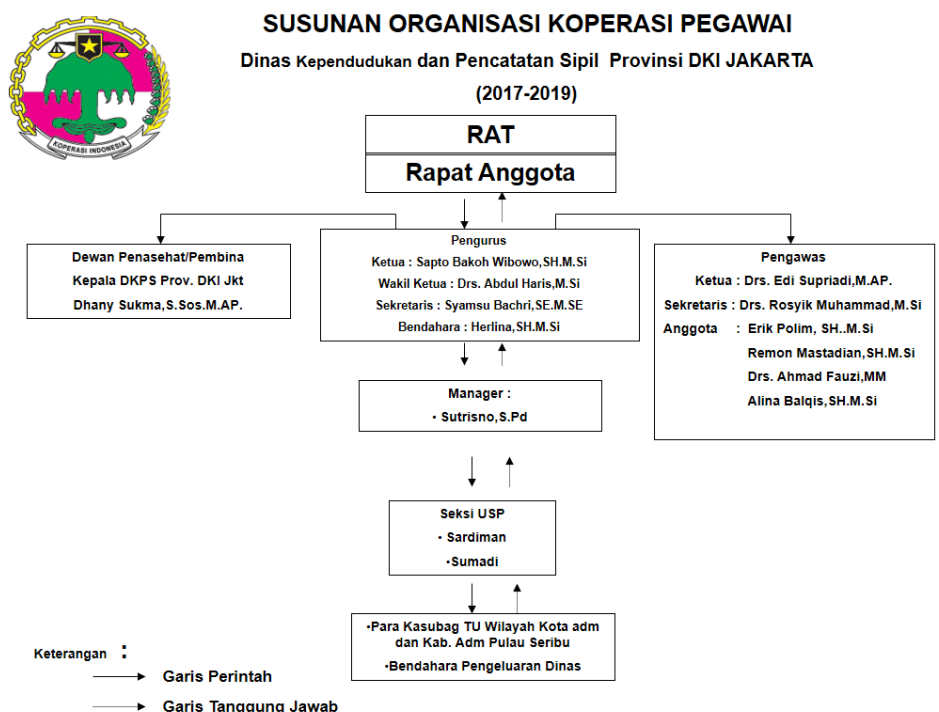 SUSUNAN ORGANISASI KOPERASI PEGAWAI
Dinas Kependudukan dan Pencatatan Sipil Provinsi DKI JAKARTA
(2017-2019)
KOPERASI INDONESIA
RAT
Rapat Anggota
Dewan Penasehat/Pembina
Kepala DKPS Prov. DKI Jkt
Dhany Sukma,S.Sos.M.AP.
Pengurus
Ketua : Sapto Bakoh Wibowo,SH.M.Si
Wakil Ketua : Drs. Abdul Haris,M.Si
Sekretaris : Syamsu Bachri,SE.M.SE
Bendahara : Herlina,SH.M.Si
Pengawas
Ketua : Drs. Edi Supriadi,M.AP.
Sekretaris : Drs. Rosyik Muhammad,M.Si
Anggota : Erik Polim, SH..M.Si
Remon Mastadian,SH.M.Si
Drs. Ahmad Fauzi,MM
Alina Balqis,SH.M.Si
Manager :
• Sutrisno,S.Pd
Seksi USP
• Sardiman
•Sumadi
•Para Kasubag TU Wilayah Kota adm
dan Kab. Adm Pulau Seribu
•Bendahara Pengeluaran Dinas
Keterangan :
Garis Perintah
Garis Tanggung Jawab